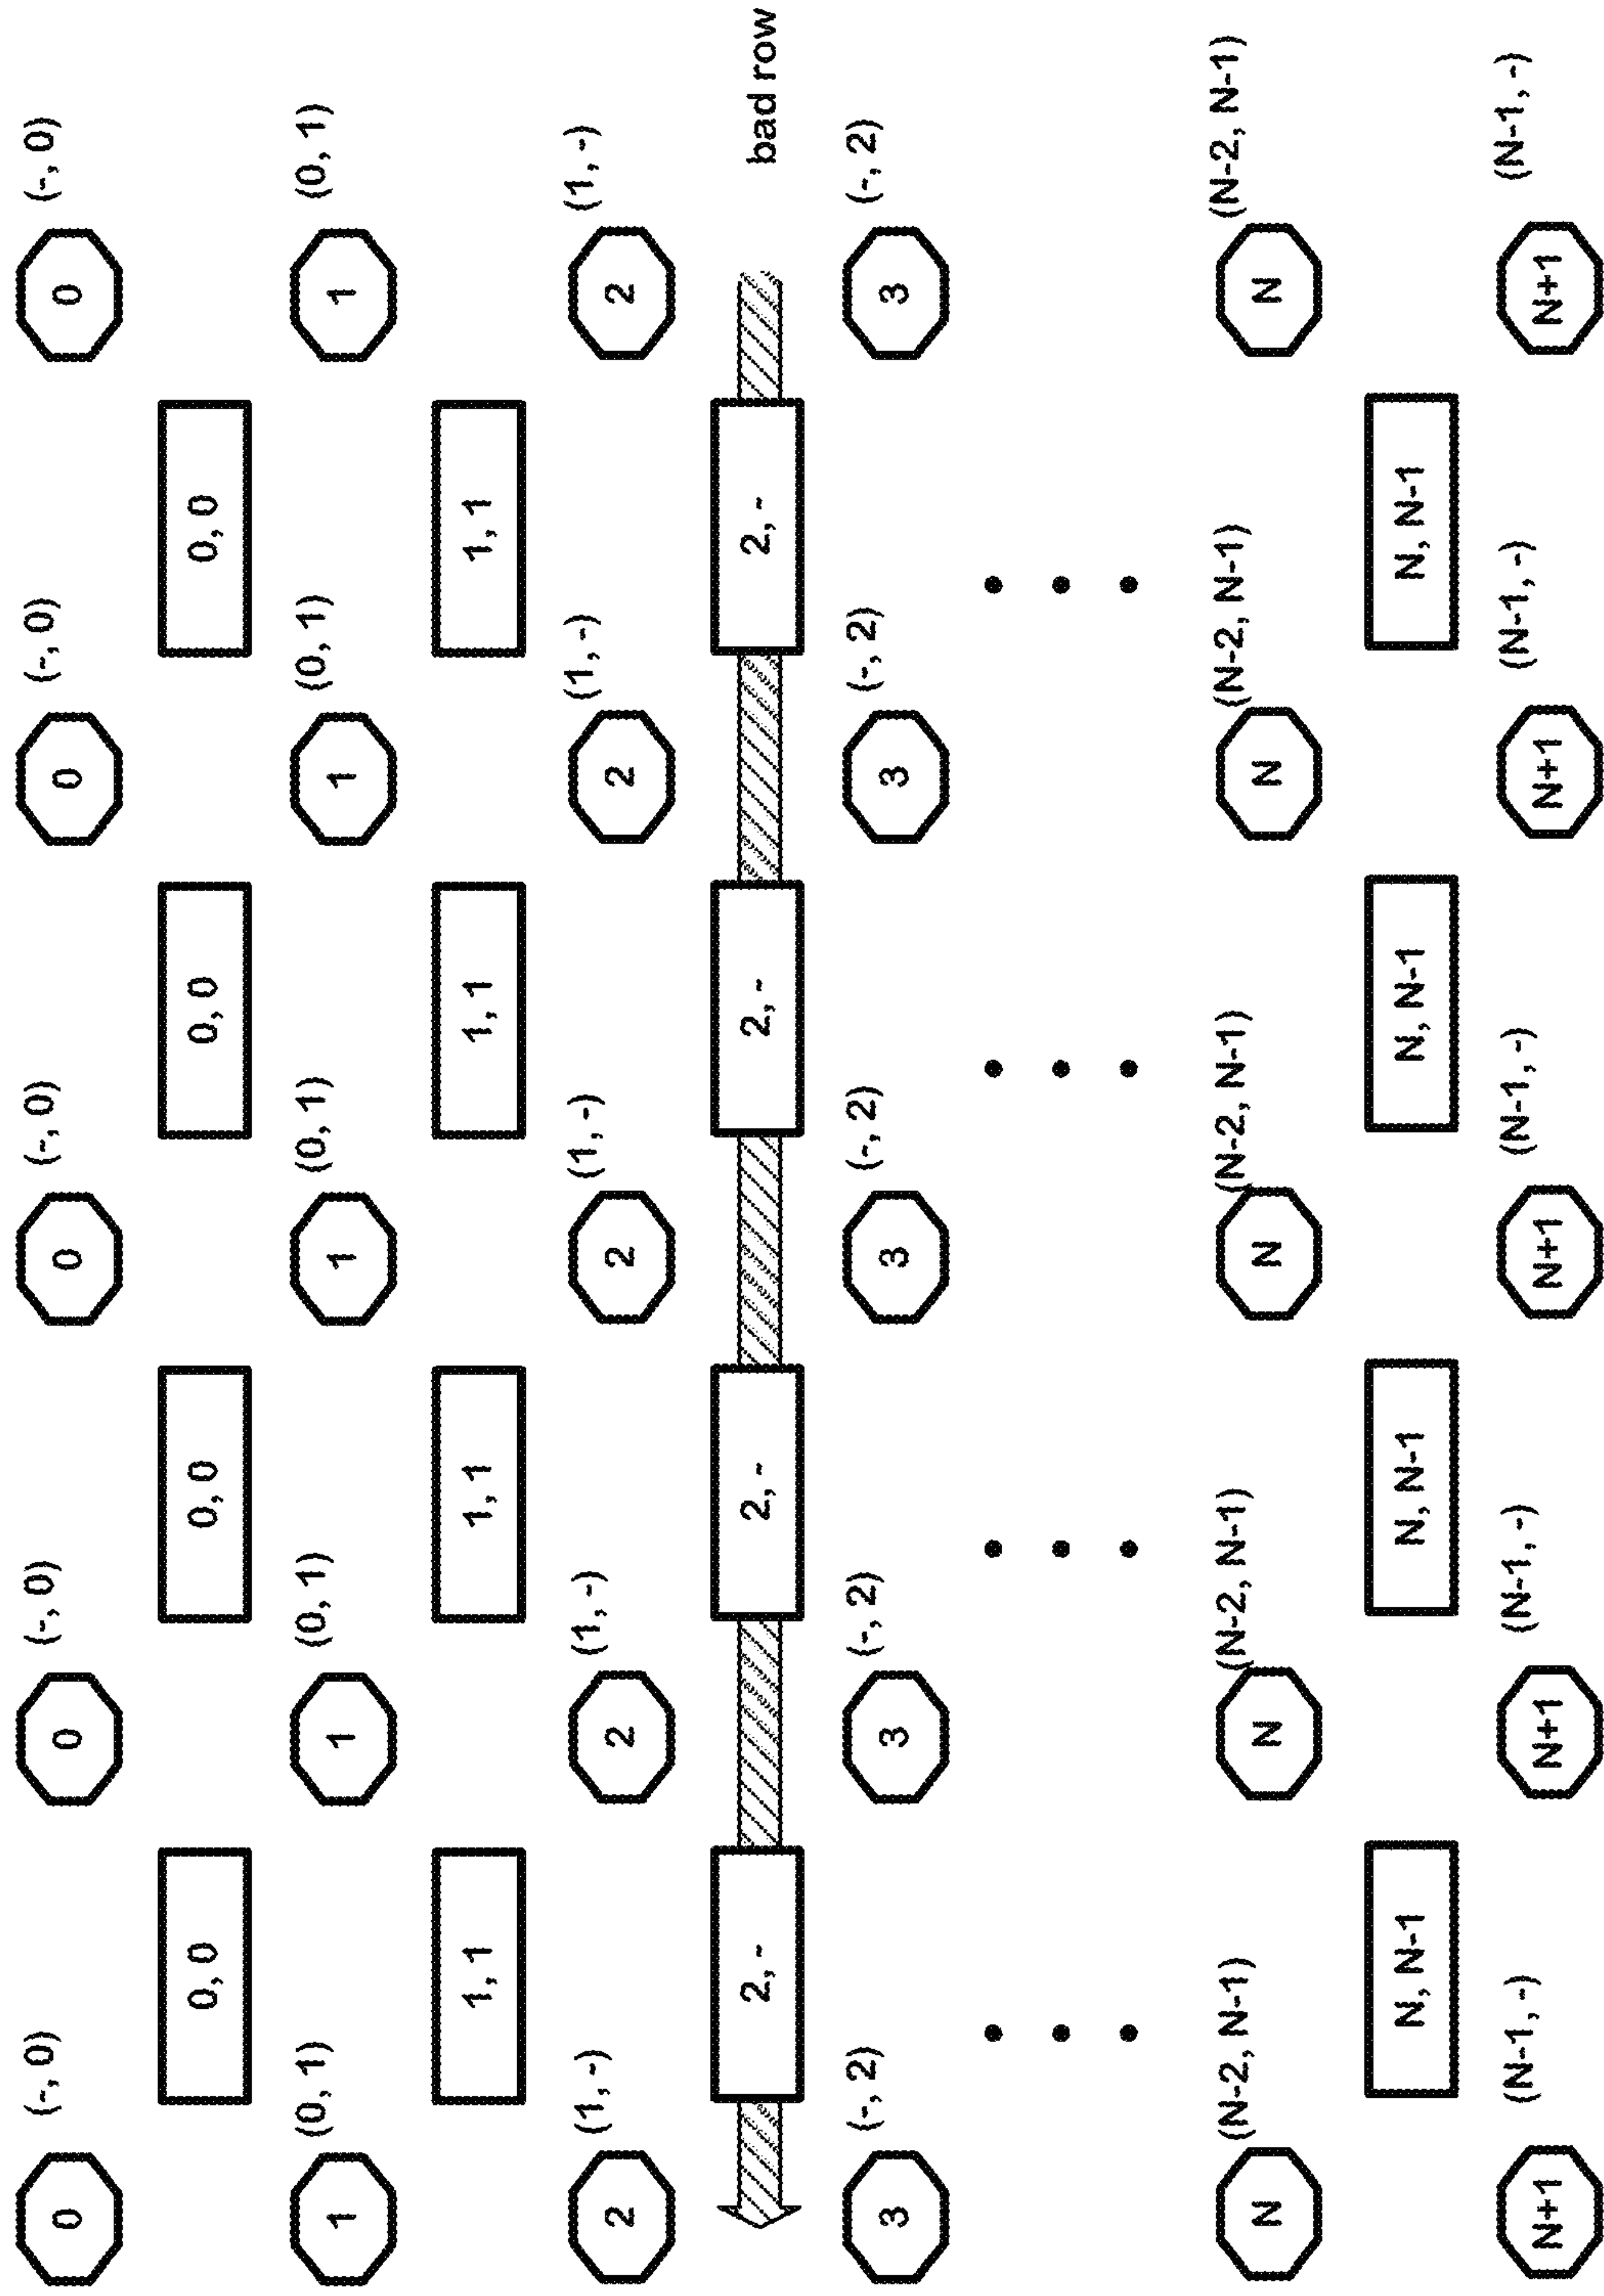 0 (-, 0) 0 (-, 0) 0 (-, 0) 0 (-, 0) 0 (-, 0)
0, 0 0, 0 0, 0 0, 0
1 (0, 1) 1 (0, 1) 1 (0, 1) 1 (0, 1) 1 (0, 1)
1, 1 1, 1 1, 1 1, 1
2 (1, -) 2 (1, -) 2 (1, -) 2 (1, -) 2 (1, -)
2, - 2, - 2, - 2, - bad row
3 (-, 2) 3 (-, 2) 3 (-, 2) 3 (-, 2) 3 (-, 2)
N (N-2, N-1) N (N-2, N-1) N (N-2, N-1) N (N-2, N-1) N (N-2, N-1)
N, N-1 N, N-1 N, N-1 N, N-1
N+1 (N-1, -) N+1 (N-1, -) N+1 (N-1, -) N+1 (N-1, -) N+1 (N-1, -)